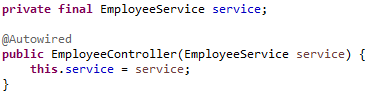 private final EmployeeService service;
@Autowired
public EmployeeController(EmployeeService service) {
this.service = service;
}